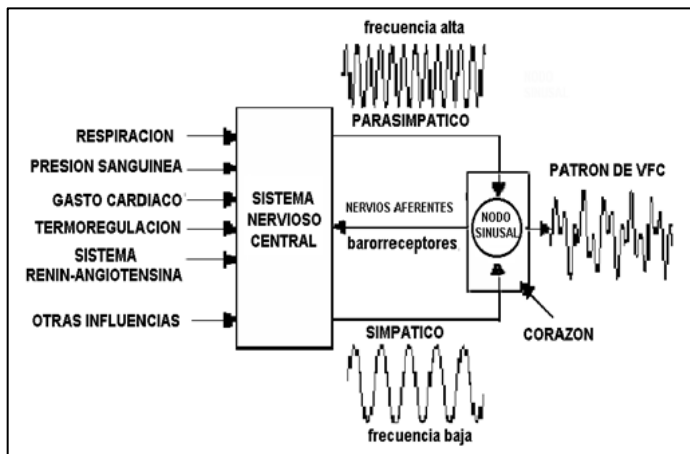 frecuencia alta
PARASIMPATICO
RESPIRACION
PRESION SANGUINEA
GASTO CARDIACO
TERMOREGULACION
SISTEMA
RENIN-ANGIOTENSINA
OTRAS INFLUENCIAS
SISTEMA
NERVIOSO
CENTRAL
NERVIOS AFERENTES
barorreceptores
NODO
SINUSAL
PATRON DE VFC
CORAZON
SIMPATICO
frecuencia baja